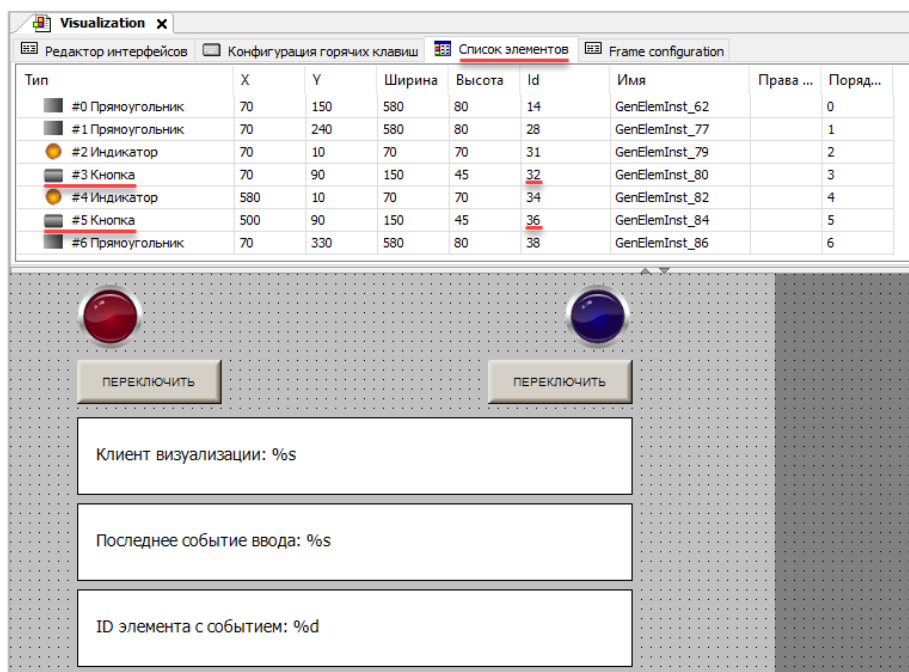 Visualization x
Редактор интерфейсов Конфигурация горячих клавиш Список элементов Frame configuration
Тип X Y Ширина Высота Id Имя Права ... Поряд...
#0 Прямоугольник 70 150 580 80 14 GenElemInst_62 0
#1 Прямоугольник 70 240 580 80 28 GenElemInst_77 1
#2 Индикатор 70 10 70 70 31 GenElemInst_79 2
#3 Кнопка 70 90 150 45 32 GenElemInst_80 3
#4 Индикатор 580 10 70 70 34 GenElemInst_82 4
#5 Кнопка 500 90 150 45 36 GenElemInst_84 5
#6 Прямоугольник 70 330 580 80 38 GenElemInst_86 6
ПЕРЕКЛЮЧИТЬ ПЕРЕКЛЮЧИТЬ
Клиент визуализации: %s
Последнее событие ввода: %s
ID элемента с событием: %d